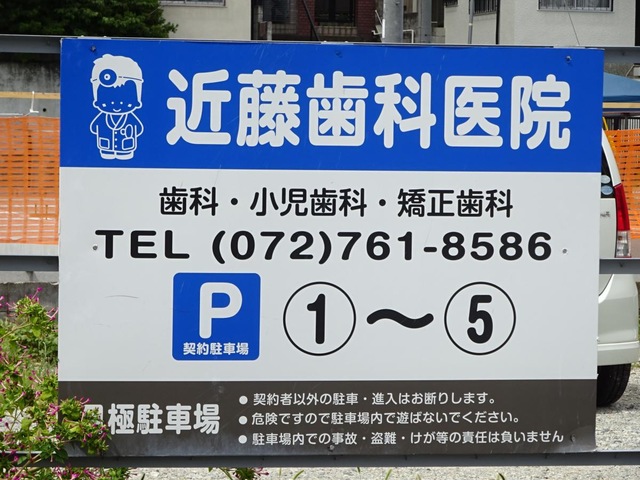 近藤歯科医院
歯科・小児歯科・矯正歯科
TEL (072)761-8586
P
契約駐車場
①～⑤
極駐車場
● 契約者以外の駐車・進入はお断りします。
● 危険ですので駐車場内で遊ばないでください。
● 駐車場内での事故・盗難・けが等の責任は負いません